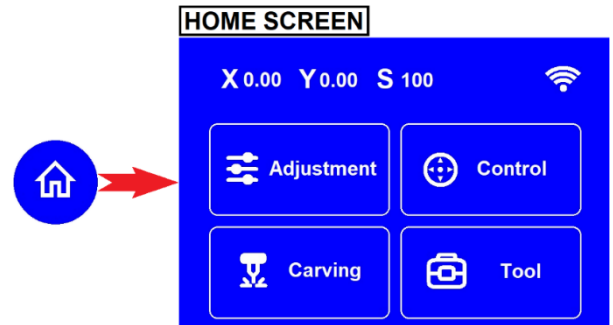 HOME SCREEN
X 0.00 Y 0.00 S 100
Adjustment Control
Carving Tool